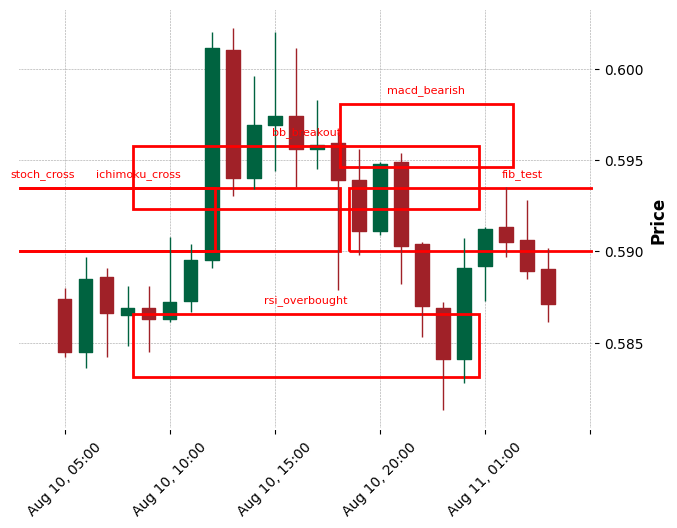 0.600
macd_bearish
bb_breakout
0.595
stoch_cross
ichimoku_cross
fib_test
Price
0.590
rsi_overbought
0.585
Aug 10, 05:00
Aug 10, 10:00
Aug 10, 15:00
Aug 10, 20:00
Aug 11, 01:00